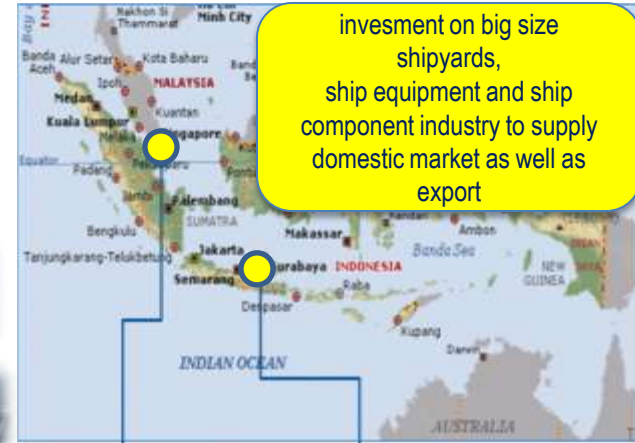 Nakhon Si
Thammarat
Minh City
invesment on big size
shipyards,
ship equipment and ship
component industry to supply
domestic market as well as
export
Banda
Aceh
Alur Setar
Kota Baharu
Ipoh
MALAYSIA
Medan
Kuantan
Kuala Lumpur
Equator
Padang
Jambi
Palembang
SUMATRA
Bengkulu
Makassar
Ambon
Banda Sea
Jakarta
Tanjungkarang-Telukbetung
Semarang
urabaya
INDONESIA
Raba
NEW
GUINEA
Kupang
Darwin
INDIAN OCEAN
AUSTRALIA